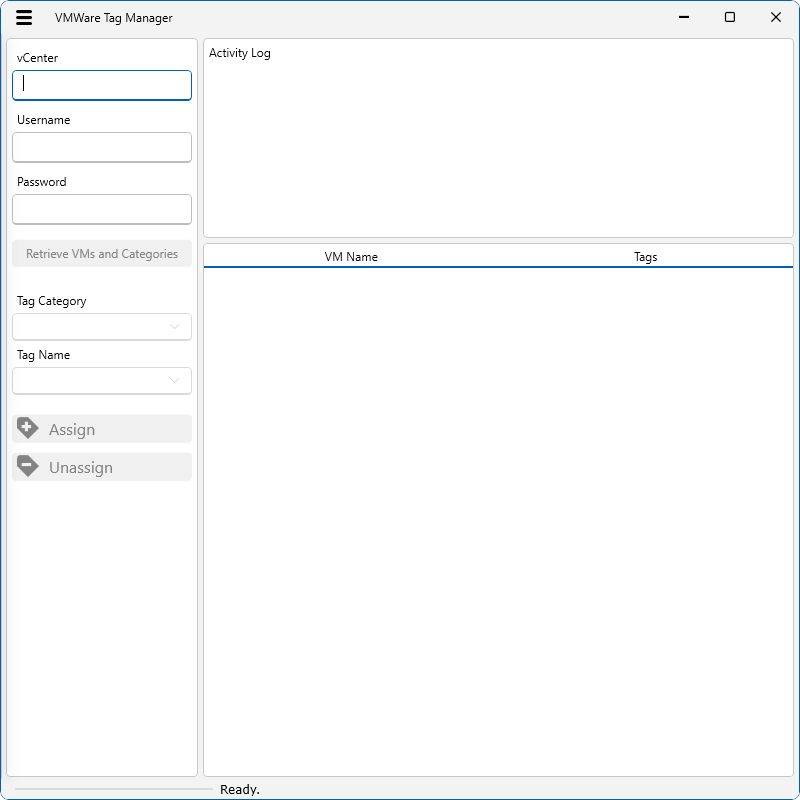 VMWare Tag Manager
vCenter
Username
Password
Retrieve VMs and Categories
Tag Category
Tag Name
Assign
Unassign
Activity Log
VM Name Tags
Ready.